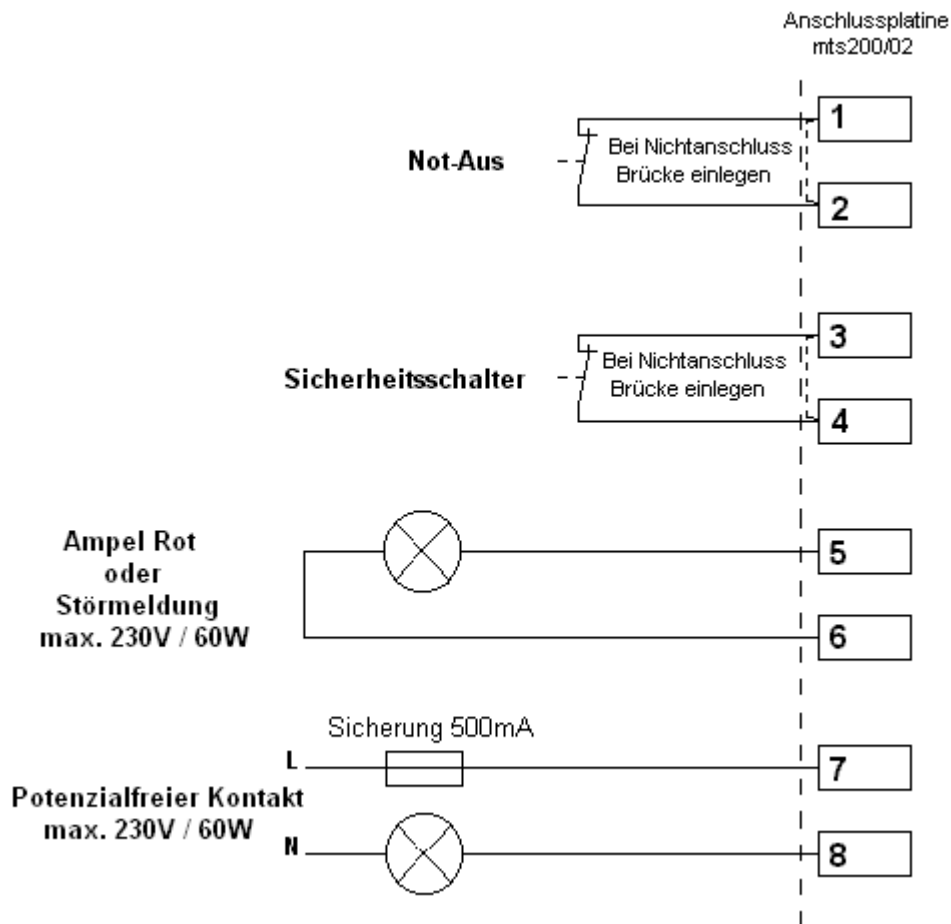 Anschlussplatine
mts200/02
1
Not-Aus
Bei Nichtanschluss
Brücke einlegen
2
3
Sicherheitsschalter
Bei Nichtanschluss
Brücke einlegen
4
Ampel Rot
oder
Störmeldung
max. 230V / 60W
5
6
Sicherung 500mA
L
7
Potenzialfreier Kontakt
max. 230V / 60W
N
8